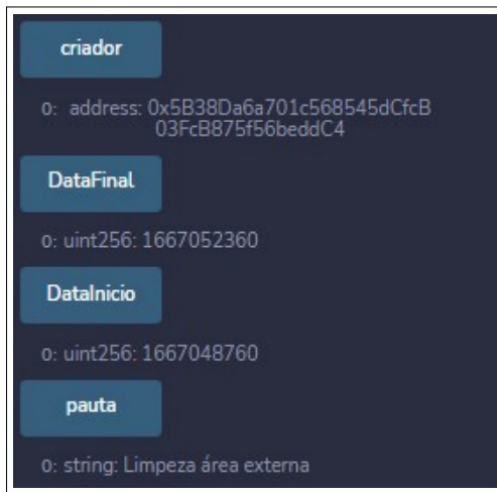 criador
0: address: 0x5B38Da6a701c568545dCfcB
03FcB875f56beddC4
DataFinal
0: uint256: 1667052360
DataInicio
0: uint256: 1667048760
pauta
0: string: Limpeza área externa